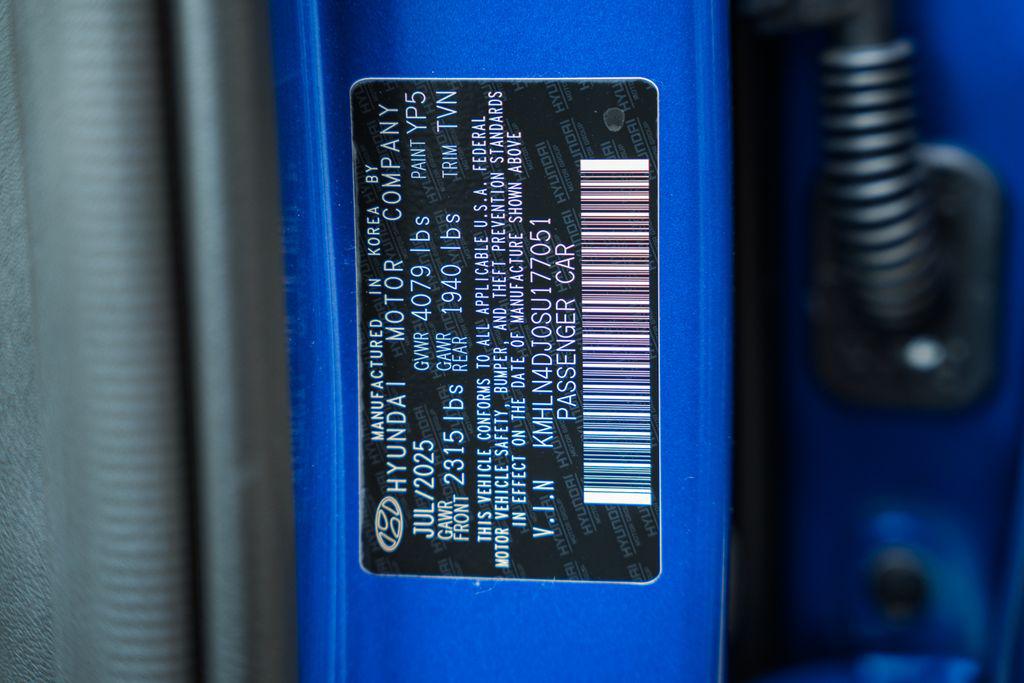 MANUFACTURED IN KOREA BY
HYUNDAI MOTOR COMPANY
JUL/2025 GVWR 4079 lbs PAINT YP5
GAWR FRONT 2315 lbs GAWR REAR 1940 lbs TRIM TVN
THIS VEHICLE CONFORMS TO ALL APPLICABLE U.S.A. FEDERAL
MOTOR VEHICLE SAFETY, BUMPER, AND THEFT PREVENTION STANDARDS
IN EFFECT ON THE DATE OF MANUFACTURE SHOWN ABOVE
V.I.N KMHLN4DJ0SU177051
PASSENGER CAR